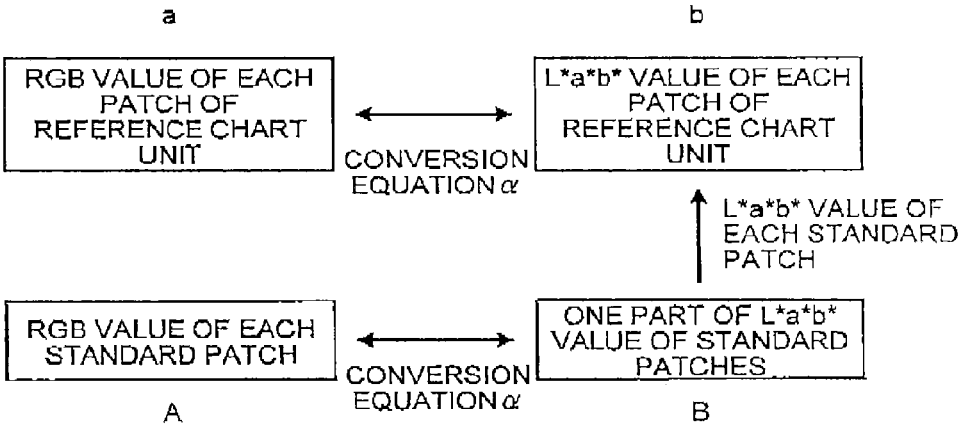 a
b
RGB VALUE OF EACH
PATCH OF
REFERENCE CHART
UNIT
L*a*b* VALUE OF EACH
PATCH OF
REFERENCE CHART
UNIT
CONVERSION
EQUATION α
L*a*b* VALUE OF
EACH STANDARD
PATCH
RGB VALUE OF EACH
STANDARD PATCH
ONE PART OF L*a*b*
VALUE OF STANDARD
PATCHES
CONVERSION
EQUATION α
A
B